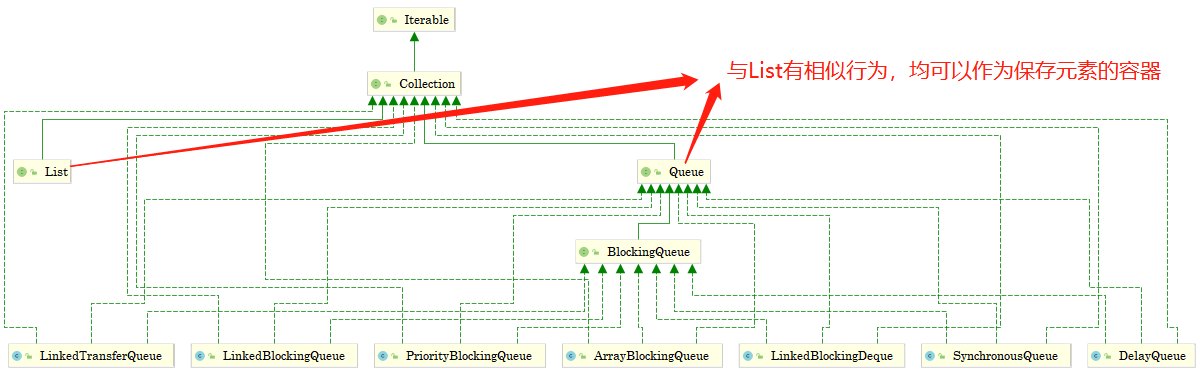 Iterable
Collection
与List有相似行为，均可以作为保存元素的容器
List
Queue
BlockingQueue
LinkedTransferQueue
LinkedBlockingQueue
PriorityBlockingQueue
ArrayBlockingQueue
LinkedBlockingDeque
SynchronousQueue
DelayQueue